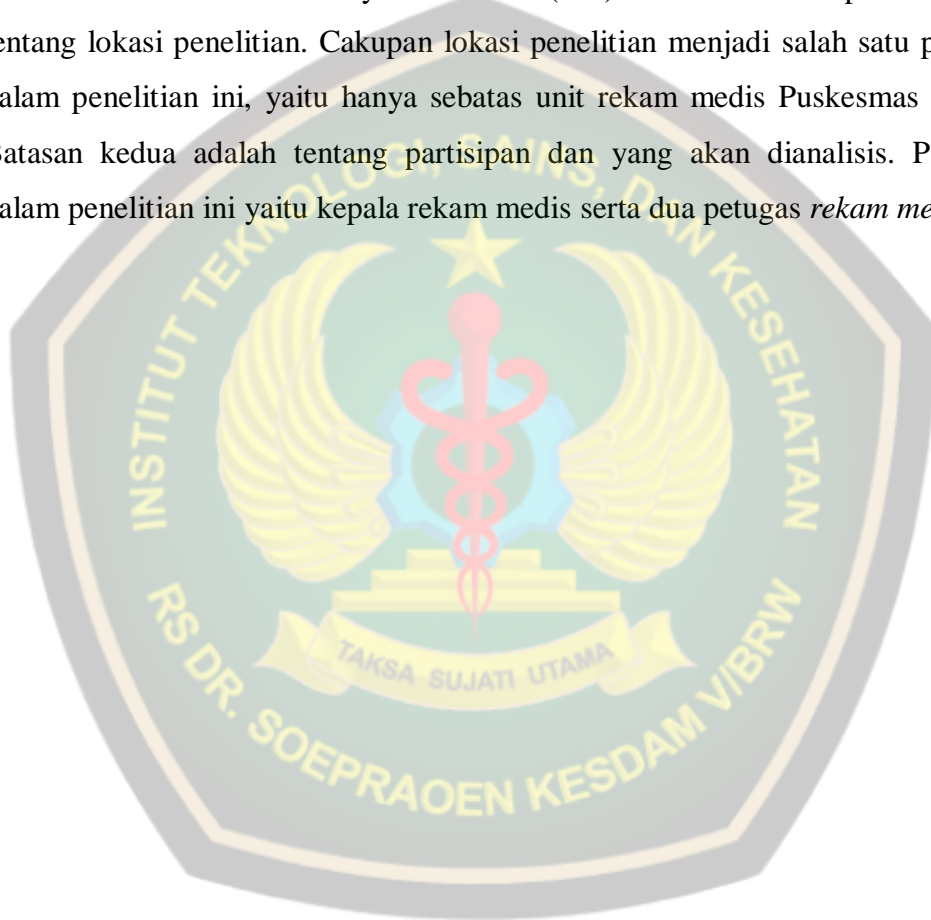 entang lokasi penelitian. Cakupan lokasi penelitian menjadi salah satu p
alam penelitian ini, yaitu hanya sebatas unit rekam medis Puskesmas
Batasan kedua adalah tentang partisipan dan yang akan dianalisis. P
alam penelitian ini yaitu kepala rekam medis serta dua petugas rekam me
INSTITUT TEKNOLOGI, SAINS, DAN KESEHATAN
TAKSA SUJATI UTAMA
RS DR. SOEPRAOEN KESDAM V/BRW